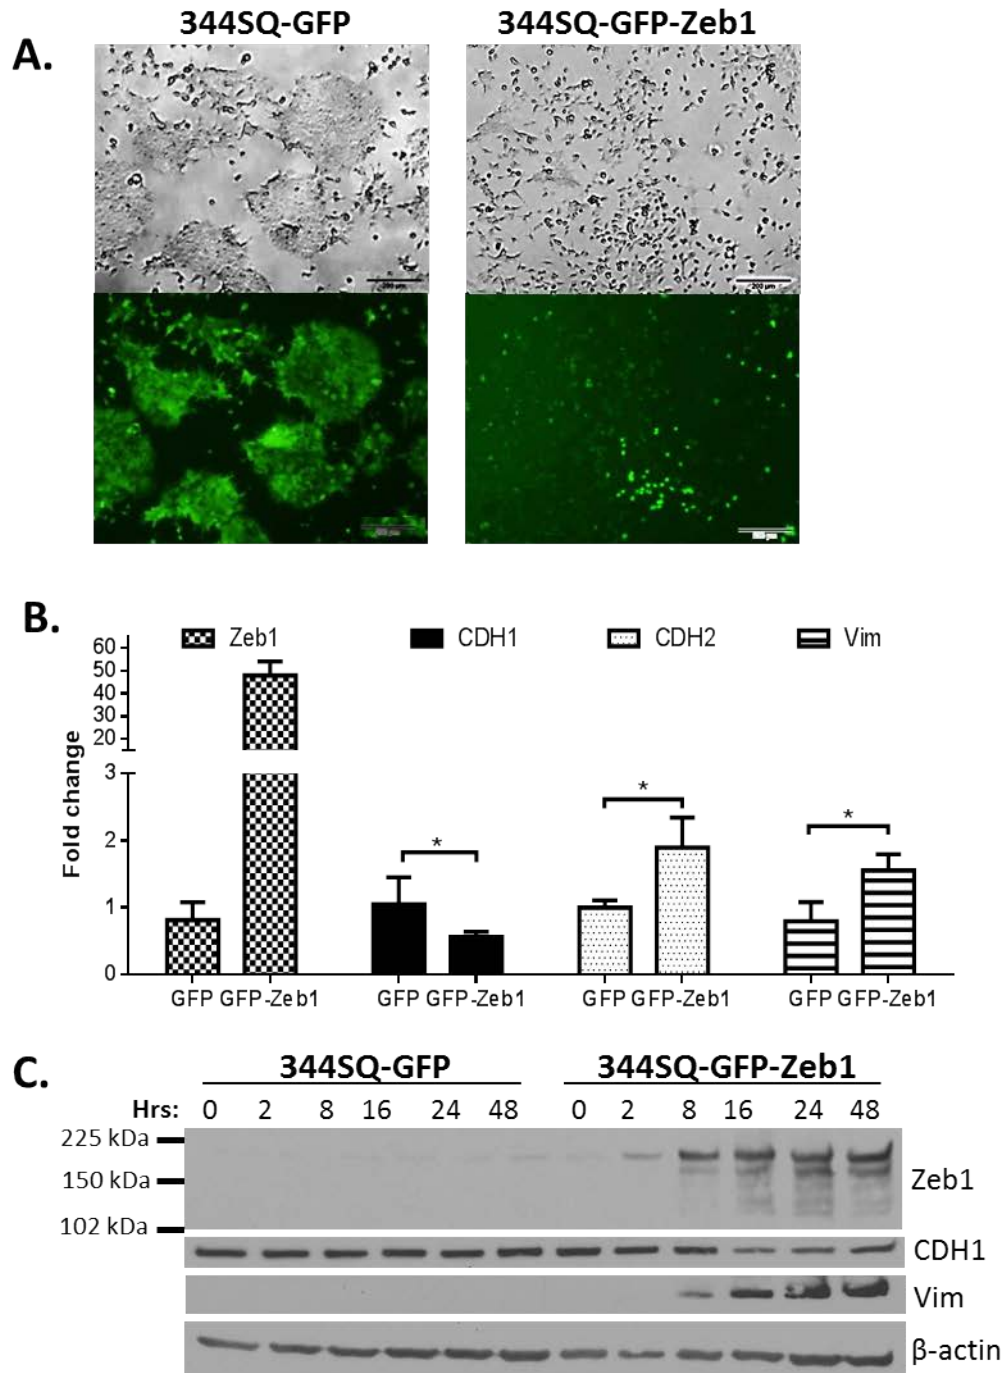 344SQ-GFP 344SQ-GFP-Zeb1
A.
200 μm
B.
Zeb1 CDH1 CDH2 Vim
60
50
40
30
20
3
2
1
0
Fold change
* * *
GFP GFP-Zeb1 GFP GFP-Zeb1 GFP GFP-Zeb1 GFP GFP-Zeb1
C.
344SQ-GFP 344SQ-GFP-Zeb1
Hrs: 0 2 8 16 24 48 0 2 8 16 24 48
225 kDa
150 kDa
102 kDa
Zeb1
CDH1
Vim
β-actin